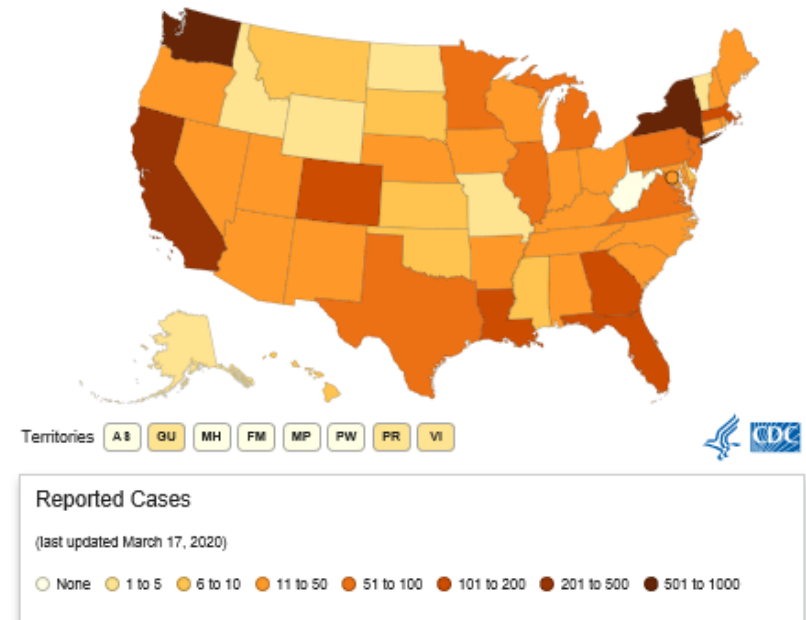 Territories AS GU MH FM MP PW PR VI
CDC
Reported Cases
(last updated March 17, 2020)
None 1 to 5 6 to 10 11 to 50 51 to 100 101 to 200 201 to 500 501 to 1000